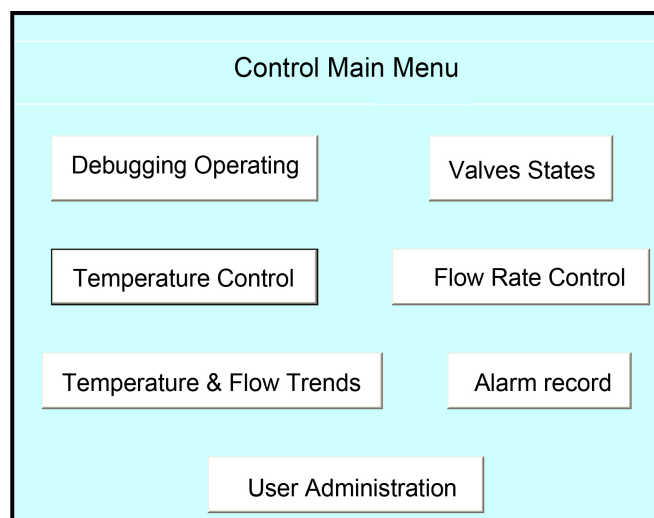 Control Main Menu
Debugging Operating
Valves States
Temperature Control
Flow Rate Control
Temperature & Flow Trends
Alarm record
User Administration